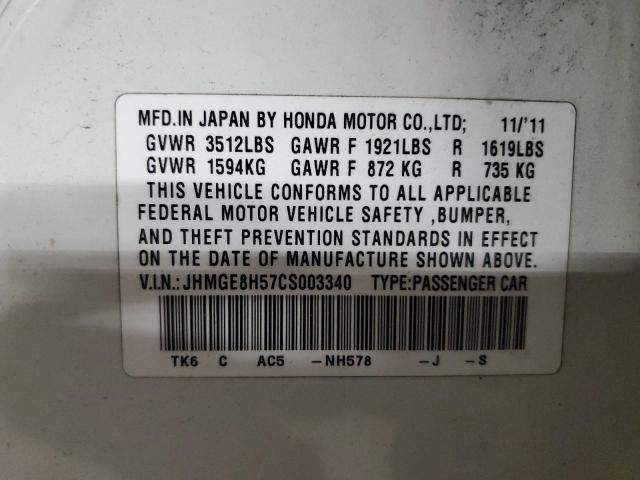 MFD.IN JAPAN BY HONDA MOTOR CO.,LTD; 11/'11
GVWR 3512LBS GAWR F 1921LBS R 1619LBS
GVWR 1594KG GAWR F 872 KG R 735 KG
THIS VEHICLE CONFORMS TO ALL APPLICABLE
FEDERAL MOTOR VEHICLE SAFETY ,BUMPER,
AND THEFT PREVENTION STANDARDS IN EFFECT
ON THE DATE OF MANUFACTURE SHOWN ABOVE.
V.I.N.:JHMGE8H57CS003340 TYPE:PASSENGER CAR
TK6 C AC5 -NH578 -J -S